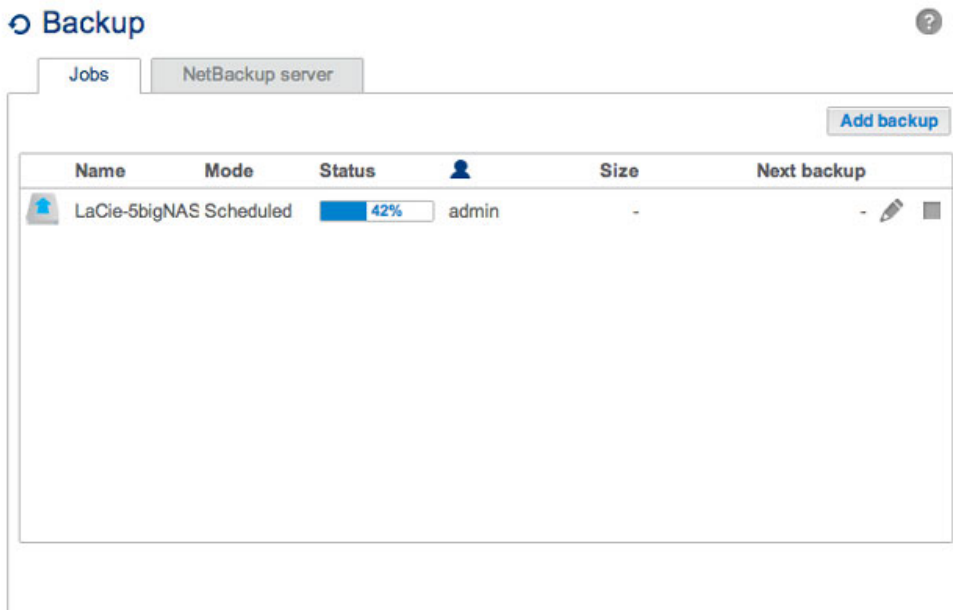 Backup
?
Jobs NetBackup server
Add backup
Name Mode Status Size Next backup
LaCie-5bigNAS Scheduled 42% admin - -